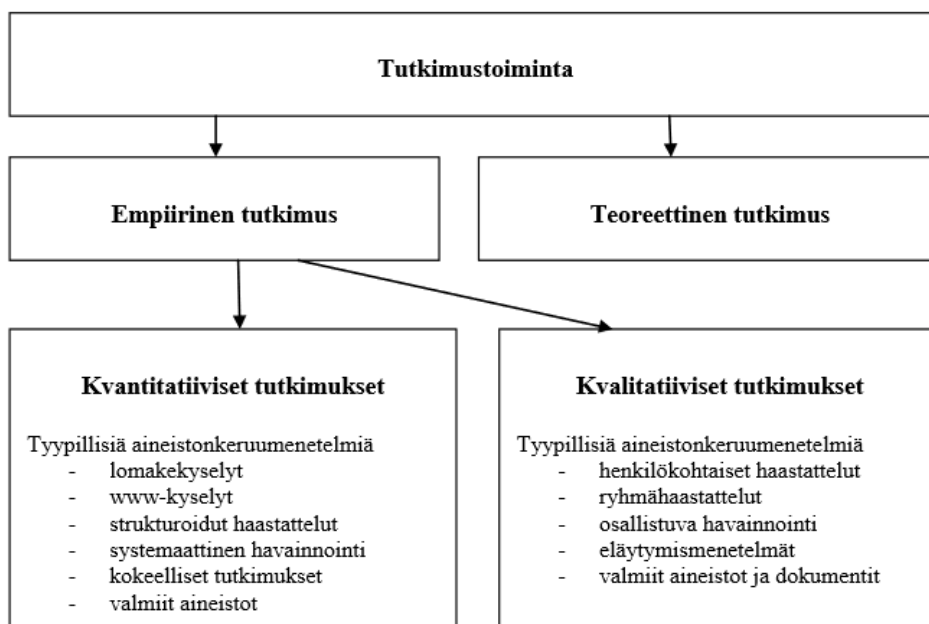 Tutkimustoiminta
Empiirinen tutkimus
Teoreettinen tutkimus
Kvantitatiiviset tutkimukset
Tyypillisiä aineistonkeruumenetelmiä
- lomakekyselyt
- www-kyselyt
- strukturoidut haastattelut
- systemaattinen havainnointi
- kokeelliset tutkimukset
- valmiit aineistot
Kvalitatiiviset tutkimukset
Tyypillisiä aineistonkeruumenetelmiä
- henkilökohtaiset haastattelut
- ryhmähaastattelut
- osallistuva havainnointi
- eläytymismenetelmät
- valmiit aineistot ja dokumentit